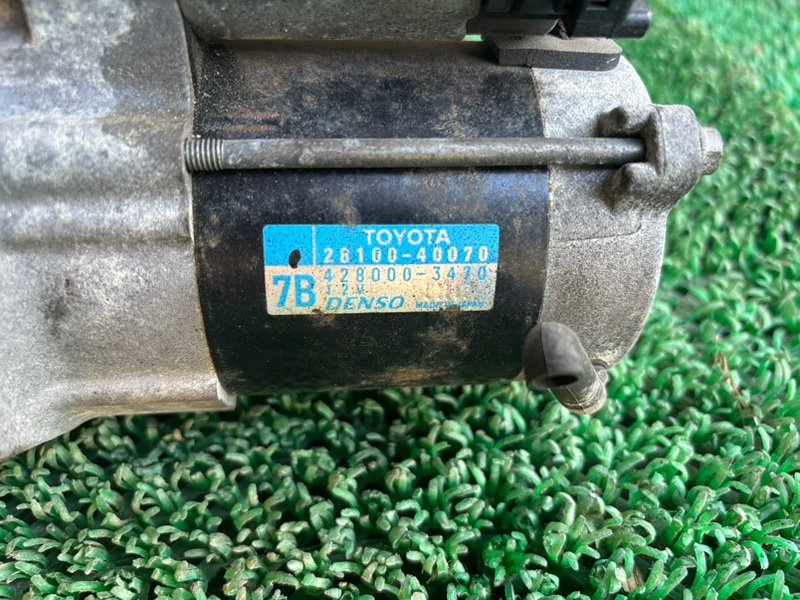 TOYOTA
28100-40070
428000-3470
7B
12V
DENSO MADE IN JAPAN